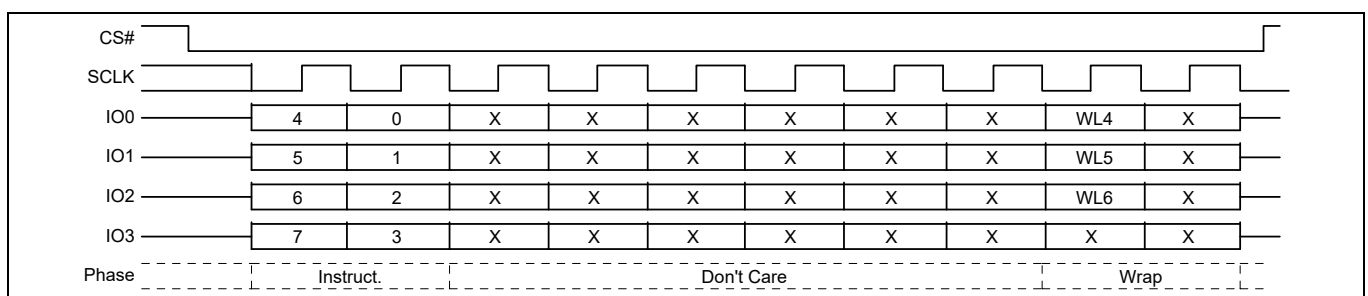 CS#
SCLK
IO0 4 0 X X X X X X WL4 X
IO1 5 1 X X X X X X WL5 X
IO2 6 2 X X X X X X WL6 X
IO3 7 3 X X X X X X X X
Phase Instruct. Don't Care Wrap